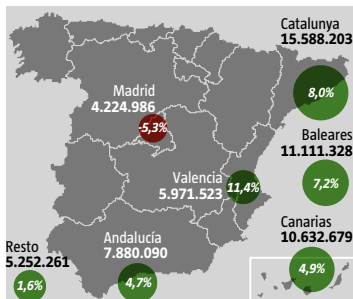 Catalunya
15.588.203
8,0%
Madrid
4.224.986
-5,3%
Baleares
11.111.328
7,2%
Valencia
5.971.523
11,4%
Canarias
10.632.679
4,9%
Andalucía
7.880.090
4,7%
Resto
5.252.261
1,6%